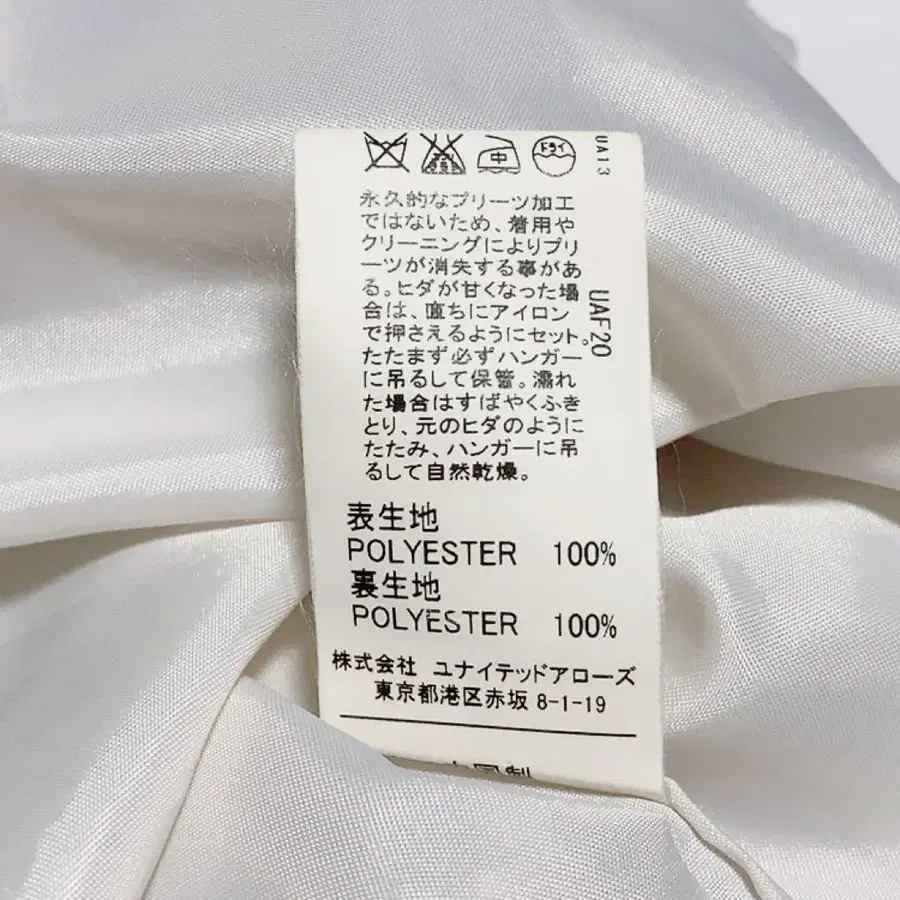 中
ドライ
UA13
永久的なプリーツ加工
ではないため、着用や
クリーニングによりプリ
ーツが消失する事があ
る。ヒダが甘くなった場
合は、直ちにアイロン
で押さえるようにセット。
たたまず必ずハンガー
に吊るして保管。濡れ
た場合はすばやくふき
とり、元のヒダのように
たたみ、ハンガーに吊
るして自然乾燥。
UAF20
表生地
POLYESTER 100%
裏生地
POLYESTER 100%
株式会社 ユナイテッドアローズ
東京都港区赤坂 8-1-19